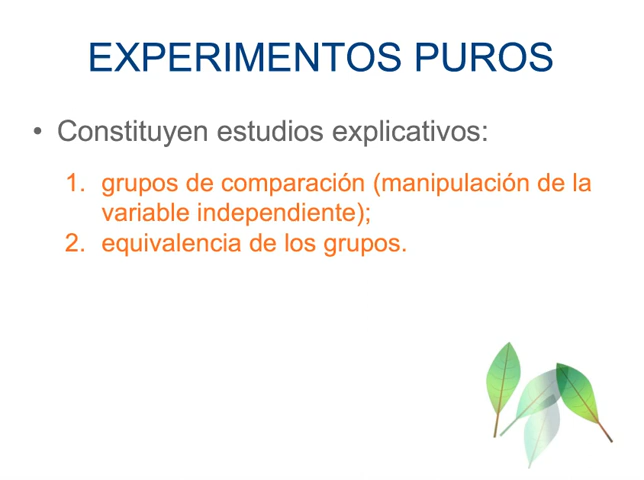 EXPERIMENTOS PUROS
• Constituyen estudios explicativos:
1. grupos de comparación (manipulación de la
variable independiente);
2. equivalencia de los grupos.